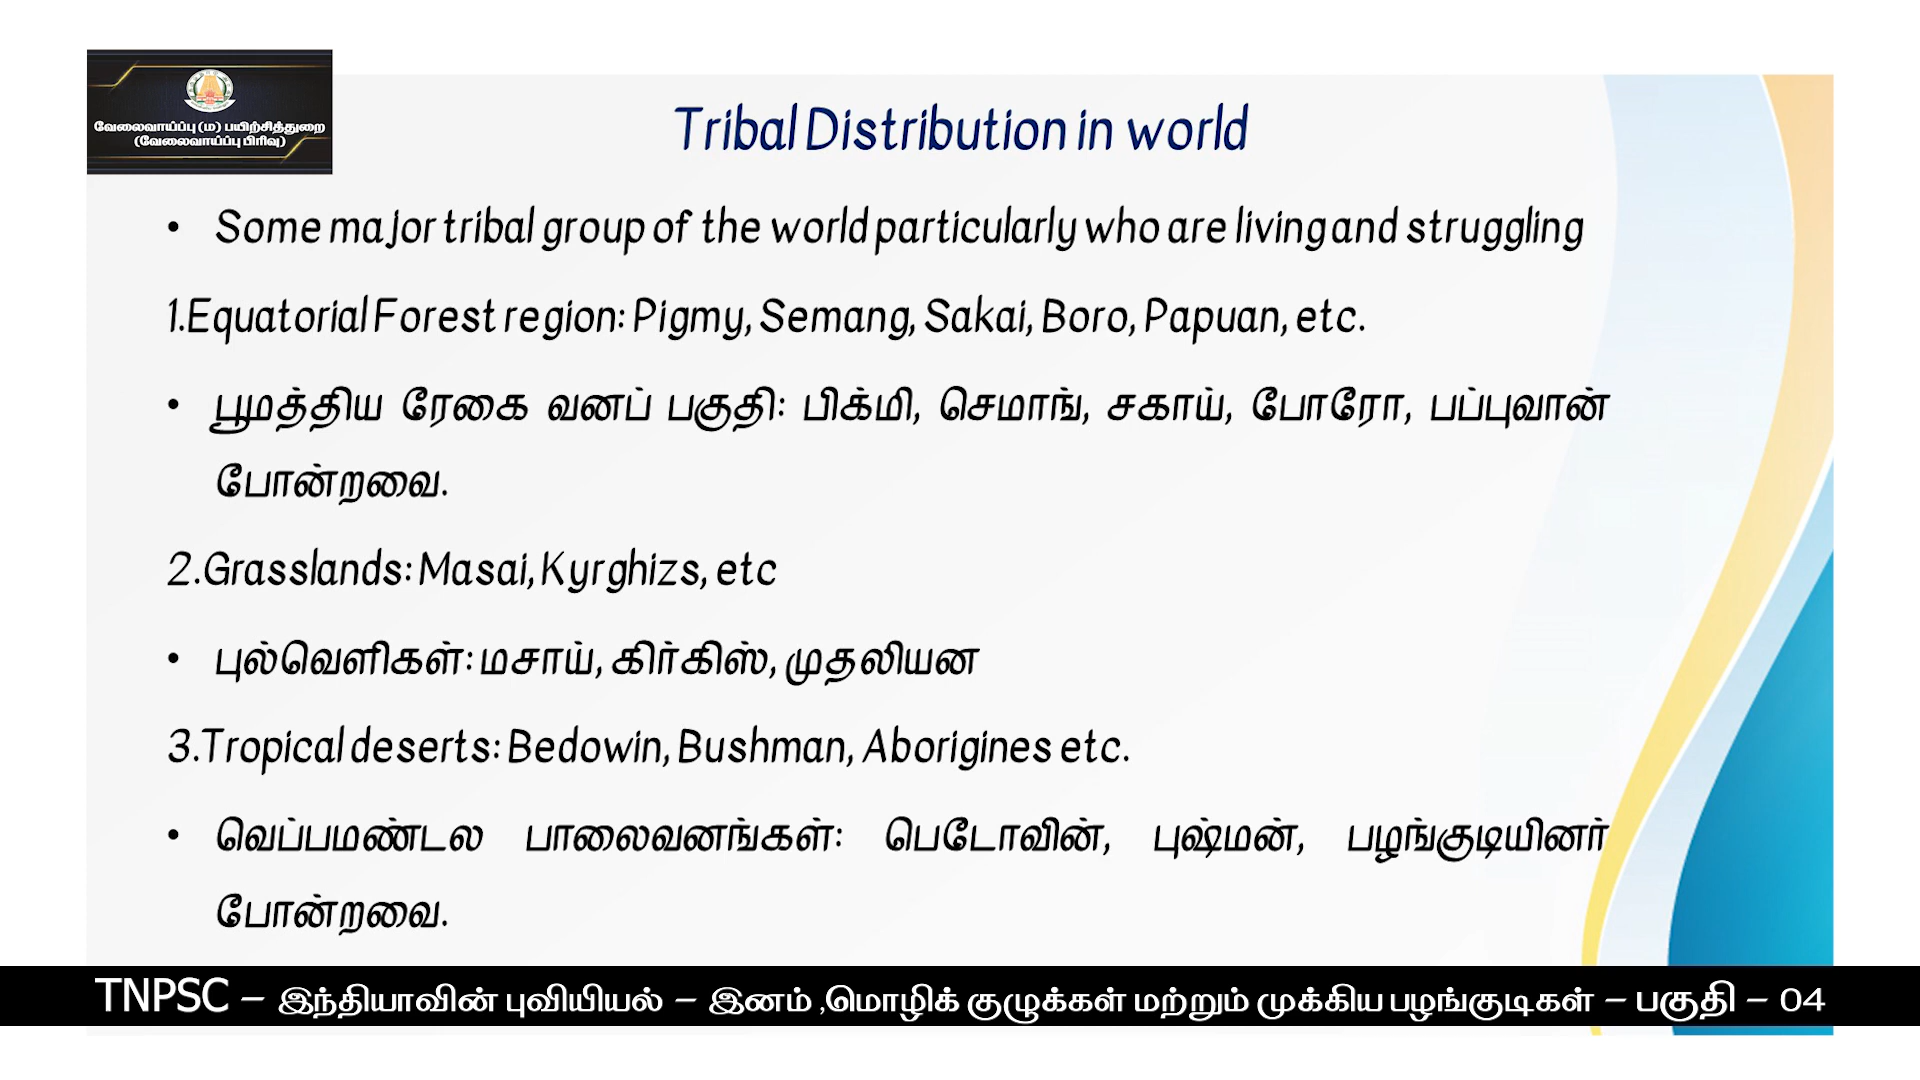 வேலைவாய்ப்பு (ம) பயிற்சித்துறை
(வேலைவாய்ப்பு பிரிவு)
Tribal Distribution in world
• Some major tribal group of the world particularly who are living and struggling
1.Equatorial Forest region: Pigmy, Semang, Sakai, Boro, Papuan, etc.
• பூமத்திய ரேகை வனப் பகுதி: பிக்மி, செமாங், சகாய், போரோ, பப்புவான்
போன்றவை.
2.Grasslands: Masai, Kyrghizs, etc
• புல்வெளிகள்: மசாய், கிர்கிஸ், முதலியன
3.Tropical deserts: Bedowin, Bushman, Aborigines etc.
• வெப்பமண்டல பாலைவனங்கள்: பெடோவின், புஷ்மன், பழங்குடியினர்
போன்றவை.
TNPSC – இந்தியாவின் புவியியல் – இனம் ,மொழிக் குழுக்கள் மற்றும் முக்கிய பழங்குடிகள் – பகுதி – 04